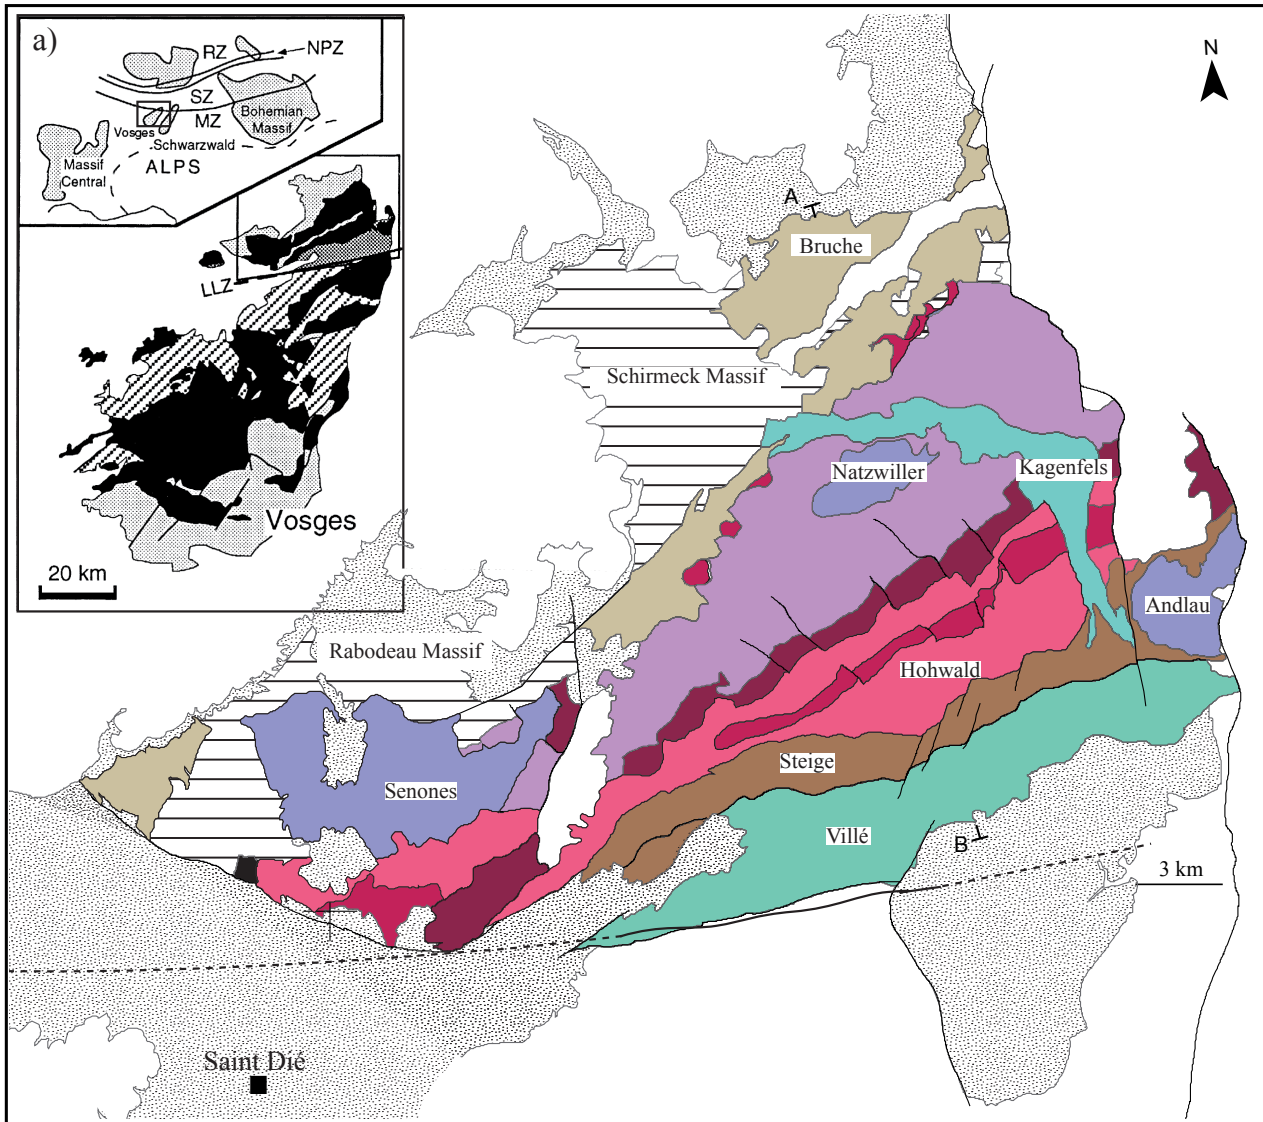 a)
RZ
NPZ
SZ
MZ
Vosges
Schwarzwald
Bohemian
Massif
Massif
Central
ALPS
LLZ
Vosges
20 km
N
A
Bruche
Schirmeck Massif
Natzwiller
Kagenfels
Andlau
Rabodeau Massif
Hohwald
Steige
Senones
Villé
B
3 km
Saint Dié